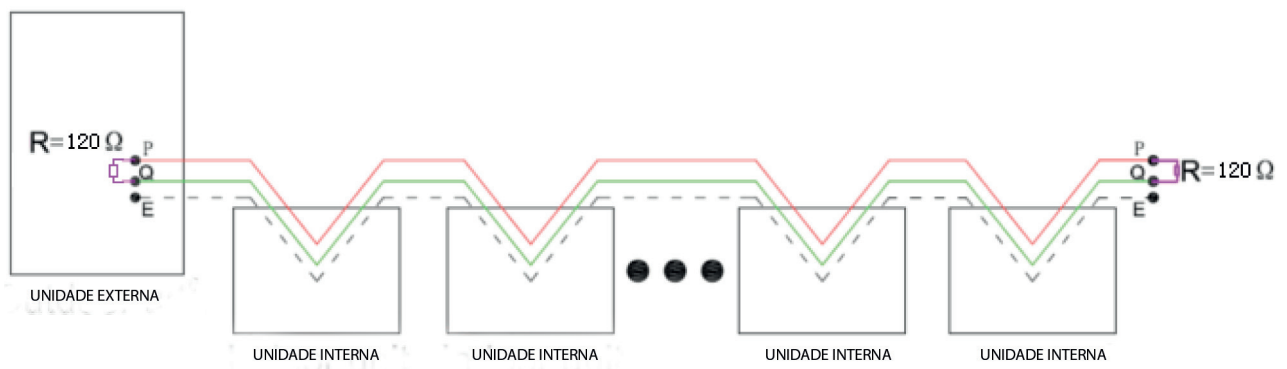 R=120 Ω
P
Q
E
UNIDADE EXTERNA
UNIDADE INTERNA
UNIDADE INTERNA
UNIDADE INTERNA
UNIDADE INTERNA
P
Q
E
R=120 Ω